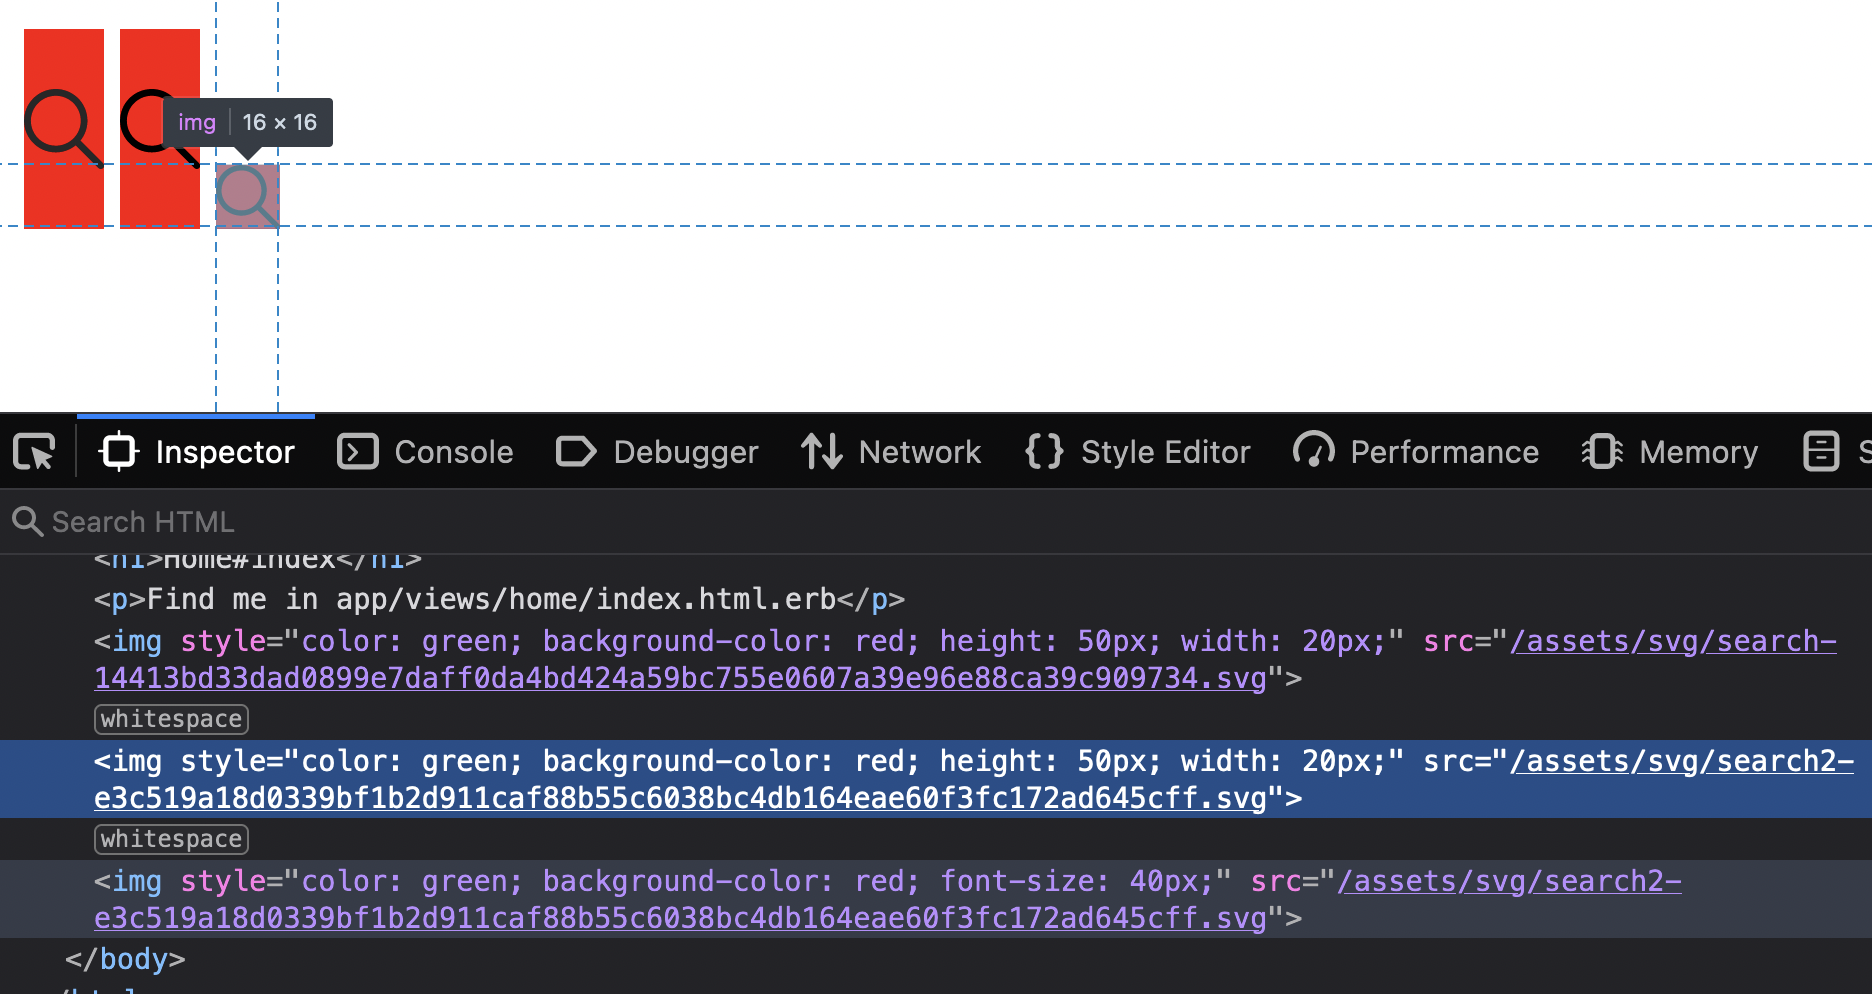 img 16 × 16
Inspector Console Debugger Network Style Editor Performance Memory S
Search HTML
<h1>Home#index</h1>
<p>Find me in app/views/home/index.html.erb</p>
<img style="color: green; background-color: red; height: 50px; width: 20px;" src="/assets/svg/search-
14413bd33dad0899e7daff0da4bd424a59bc755e0607a39e96e88ca39c909734.svg">
whitespace
<img style="color: green; background-color: red; height: 50px; width: 20px;" src="/assets/svg/search2-
e3c519a18d0339bf1b2d911caf88b55c6038bc4db164eae60f3fc172ad645cff.svg">
whitespace
<img style="color: green; background-color: red; font-size: 40px;" src="/assets/svg/search2-
e3c519a18d0339bf1b2d911caf88b55c6038bc4db164eae60f3fc172ad645cff.svg">
</body>